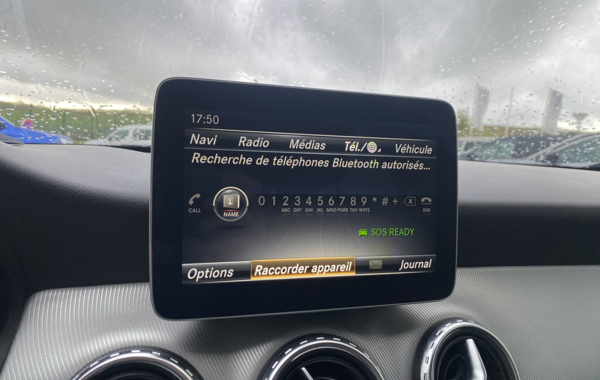 17:50
Navi Radio Médias Tél./ Véhicule
Recherche de téléphones Bluetooth autorisés...
CALL NAME 0 1 2 3 4 5 6 7 8 9 * # + END
ABC DEF GHI JKL MNO PQRS TUV WXYZ
SOS READY
Options Raccorder appareil Journal